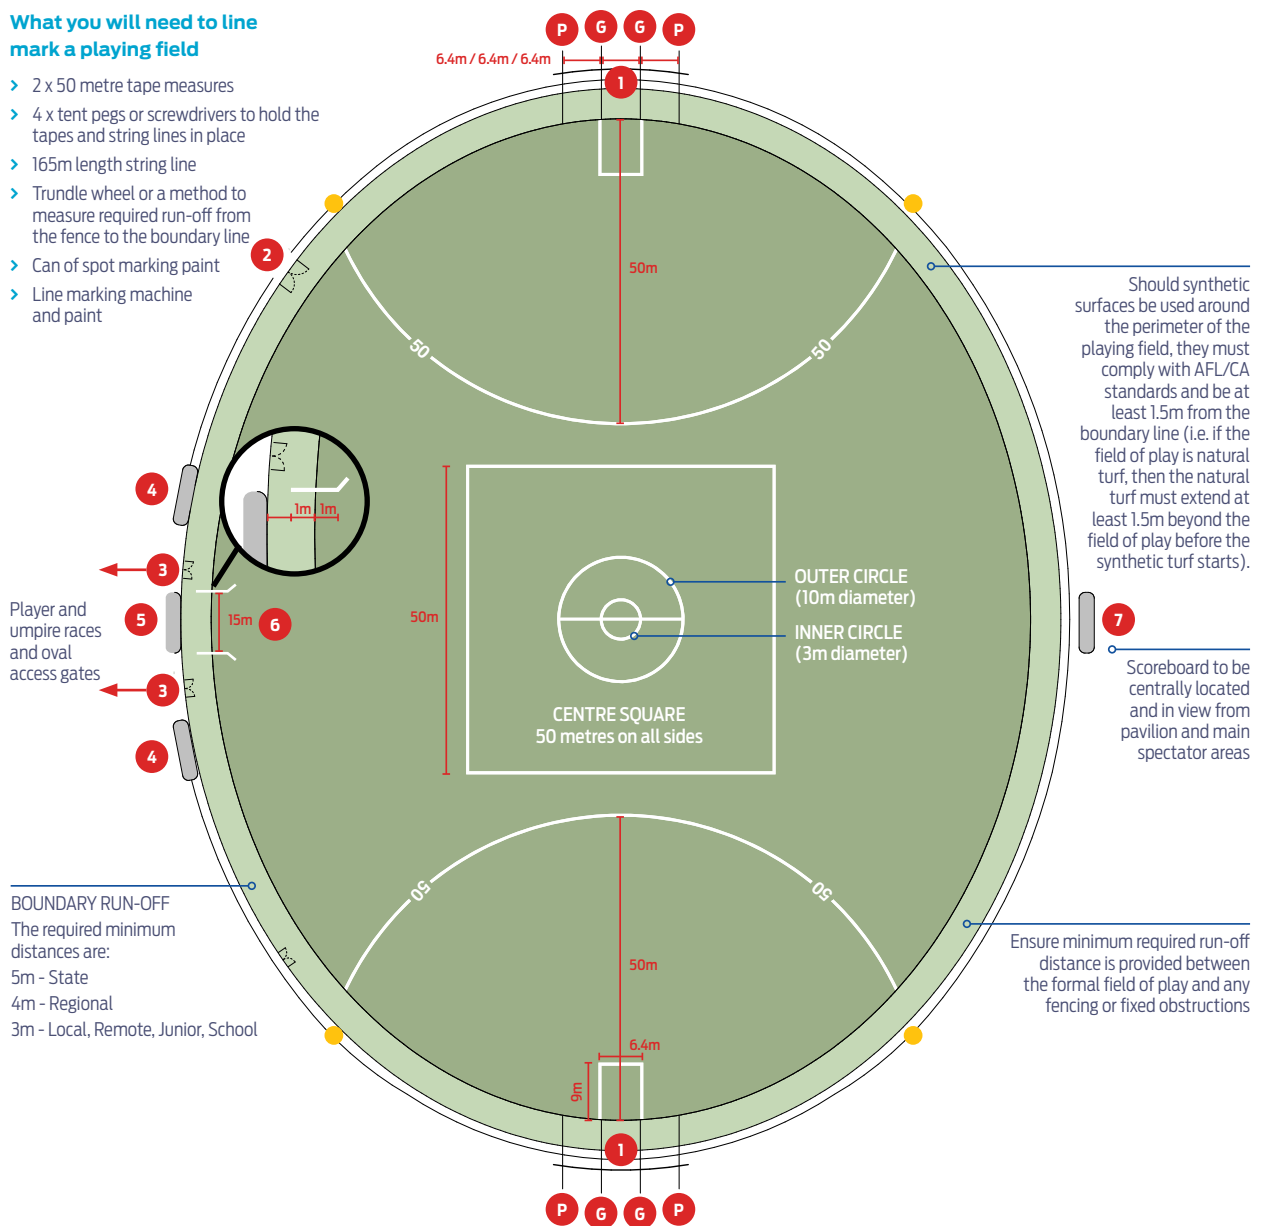 What you will need to line
mark a playing field
> 2 x 50 metre tape measures
> 4 x tent pegs or screwdrivers to hold the
tapes and string lines in place
> 165m length string line
> Trundle wheel or a method to
measure required run-off from
the fence to the boundary line
> Can of spot marking paint
> Line marking machine
and paint
P G G P
6.4m / 6.4m / 6.4m
1
2
50m
50
50
Should synthetic
surfaces be used around
the perimeter of the
playing field, they must
comply with AFL/CA
standards and be at
least 1.5m from the
boundary line (i.e. if the
field of play is natural
turf, then the natural
turf must extend at
least 1.5m beyond the
field of play before the
synthetic turf starts).
4
1m 1m
3
Player and
umpire races
and oval
access gates
5
15m
6
3
4
50m
OUTER CIRCLE
(10m diameter)
INNER CIRCLE
(3m diameter)
CENTRE SQUARE
50 metres on all sides
7
Scoreboard to be
centrally located
and in view from
pavilion and main
spectator areas
BOUNDARY RUN-OFF
The required minimum
distances are:
5m - State
4m - Regional
3m - Local, Remote, Junior, School
50
50
50m
Ensure minimum required run-off
distance is provided between
the formal field of play and any
fencing or fixed obstructions
6.4m
9m
1
P G G P